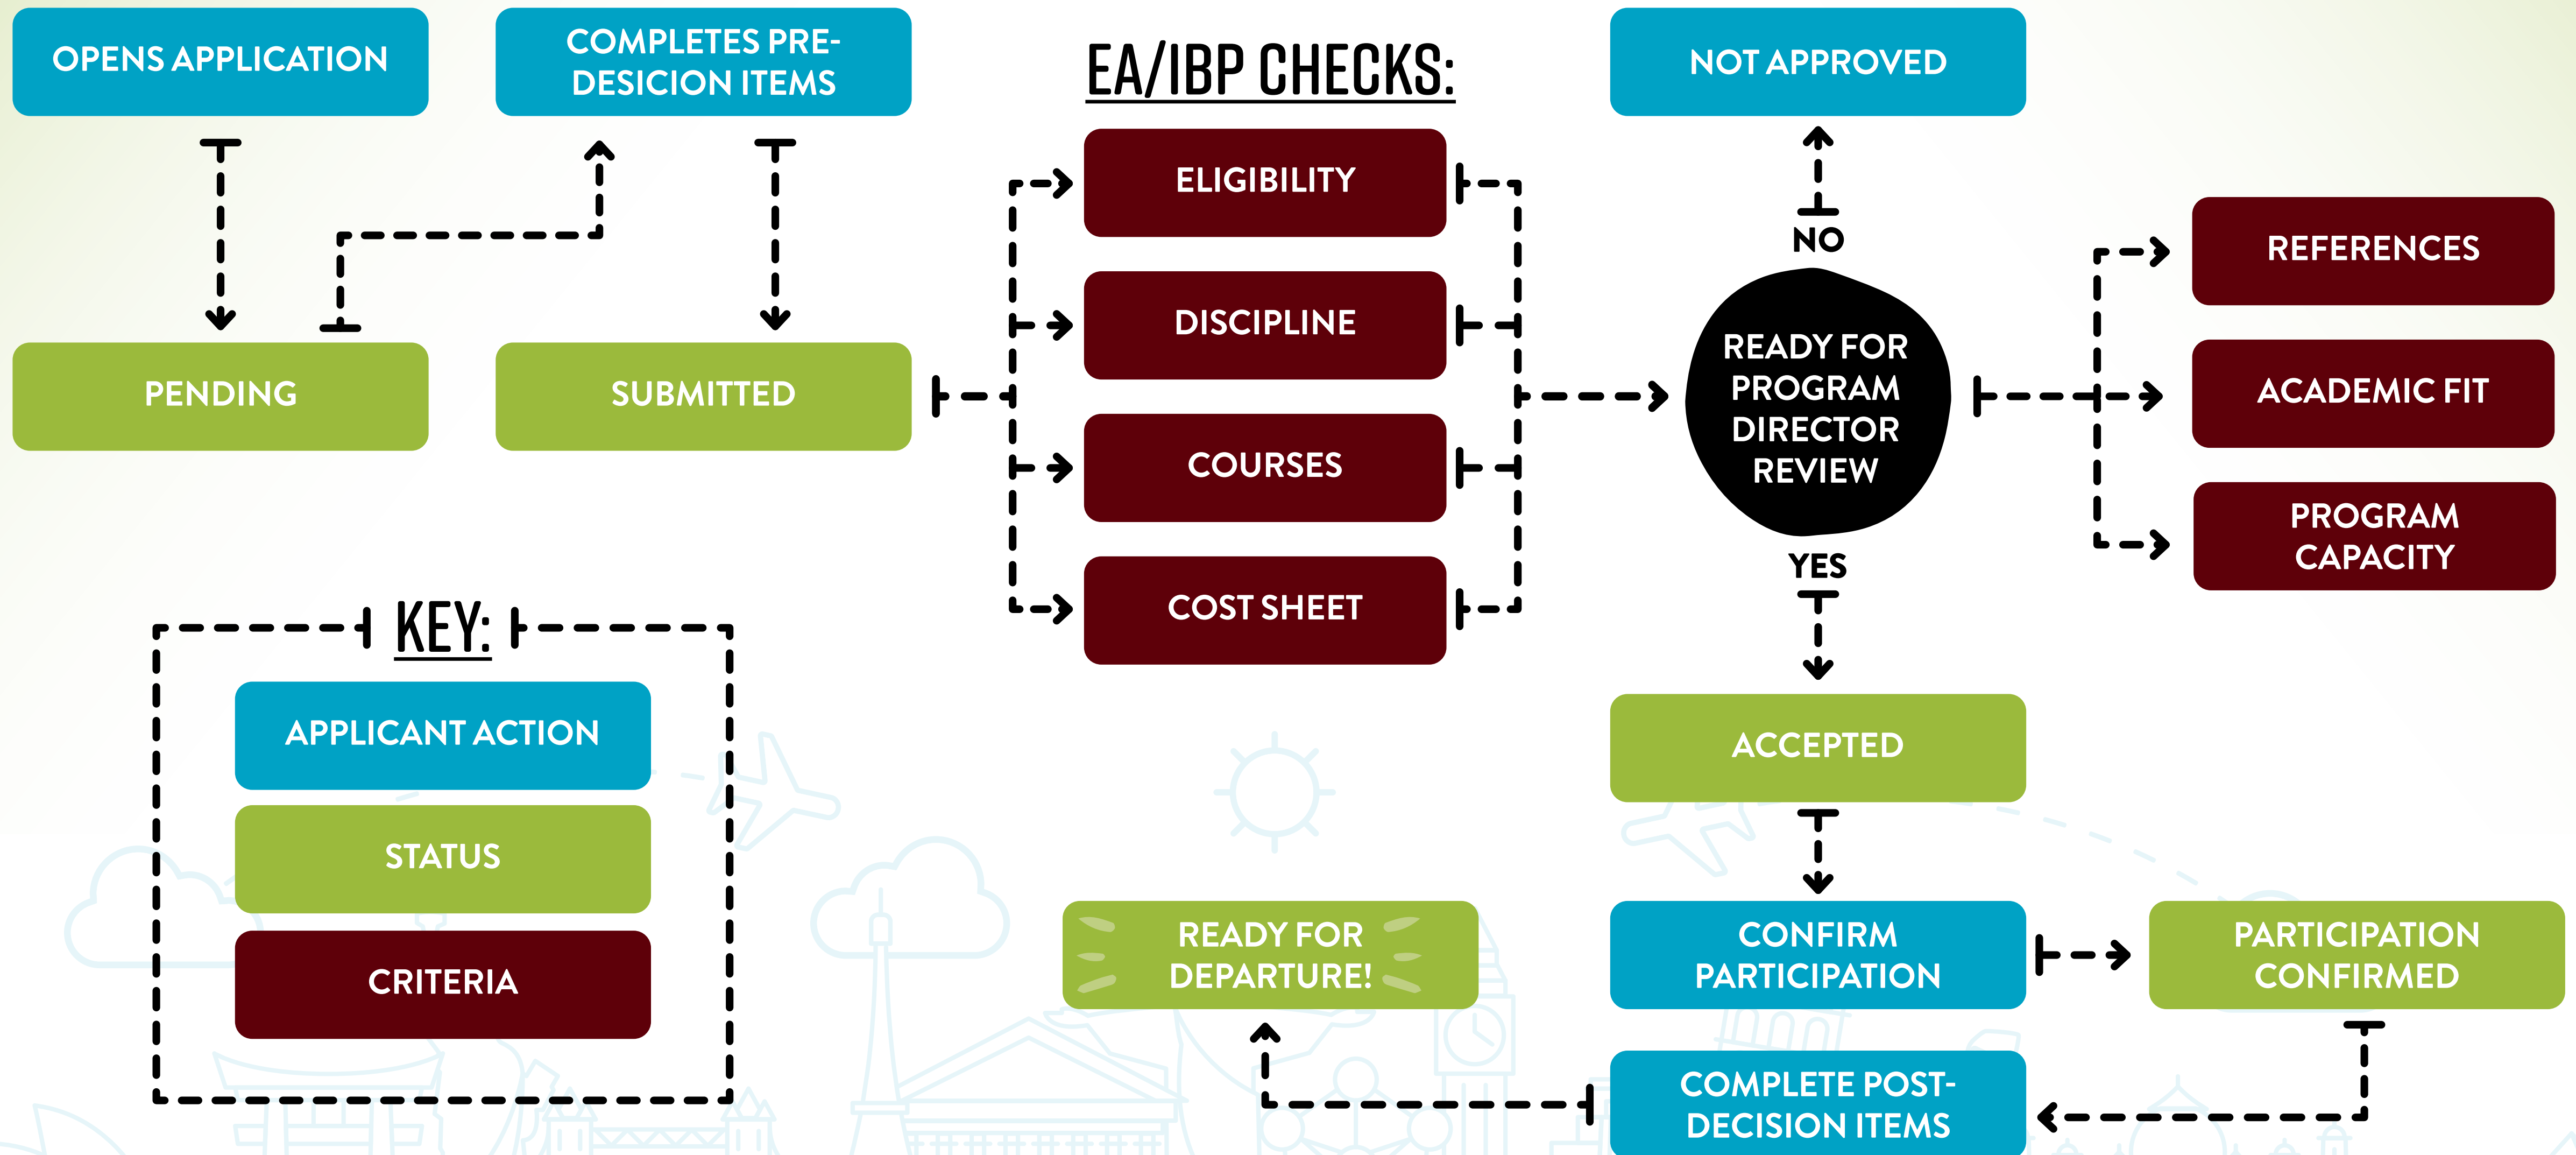 OPENS APPLICATION
COMPLETES PRE-
DESICION ITEMS
PENDING
SUBMITTED
EA/IBP CHECKS:
ELIGIBILITY
DISCIPLINE
COURSES
COST SHEET
NOT APPROVED
NO
READY FOR
PROGRAM
DIRECTOR
REVIEW
YES
REFERENCES
ACADEMIC FIT
PROGRAM
CAPACITY
ACCEPTED
CONFIRM
PARTICIPATION
PARTICIPATION
CONFIRMED
COMPLETE POST-
DECISION ITEMS
READY FOR
DEPARTURE!
KEY:
APPLICANT ACTION
STATUS
CRITERIA